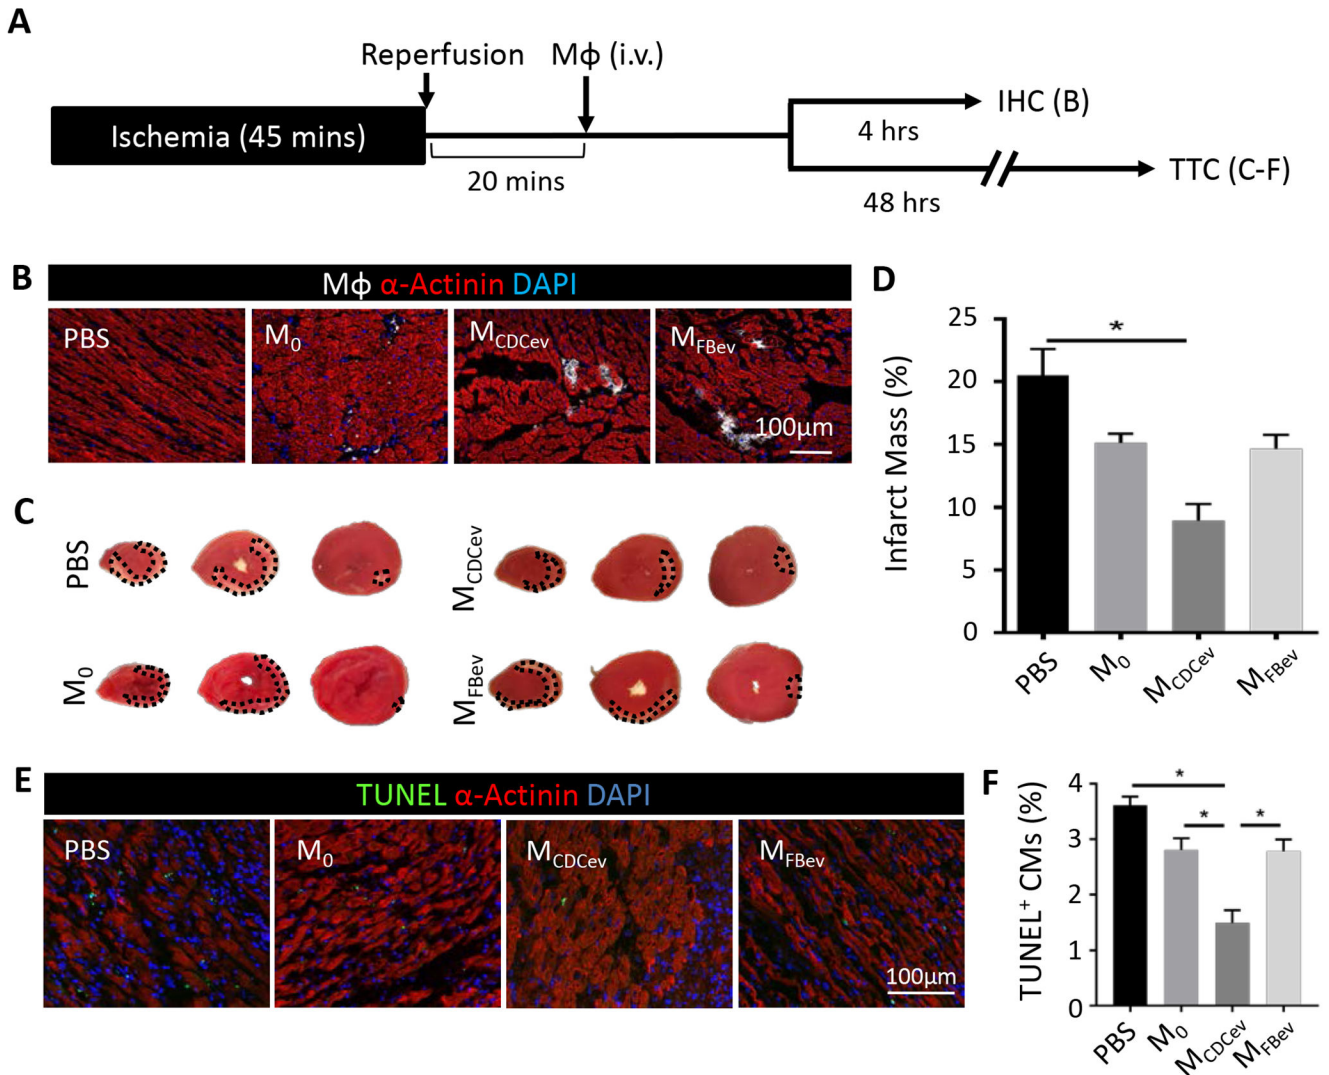 A
Reperfusion
Mϕ (i.v.)
Ischemia (45 mins)
20 mins
4 hrs
IHC (B)
48 hrs
TTC (C-F)
B
Mϕ α-Actinin DAPI
PBS
M0
MCDCev
MFBev
100µm
C
PBS
MCDCev
M0
MFBev
D
Infarct Mass (%)
25
20
15
10
5
0
*
PBS
M0
MCDCev
MFBev
E
TUNEL α-Actinin DAPI
PBS
M0
MCDCev
MFBev
100µm
F
TUNEL+ CMs (%)
4
3
2
1
0
*
* *
PBS
M0
MCDCev
MFBev